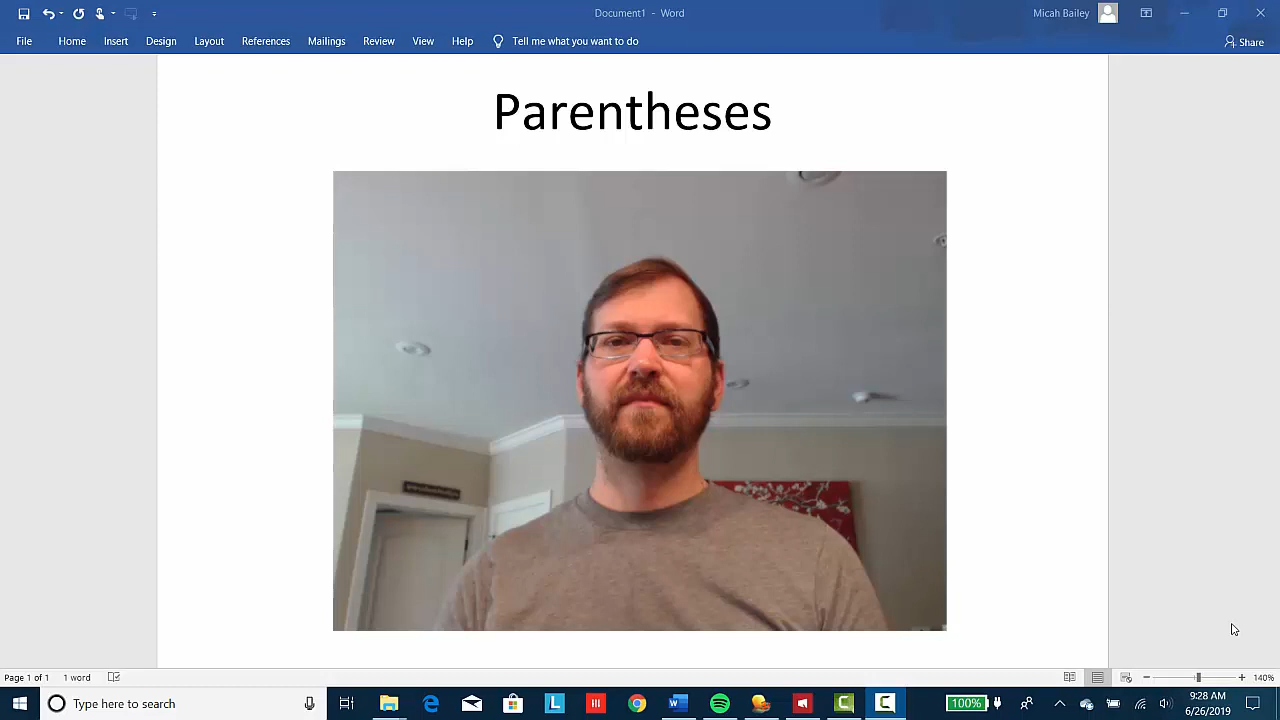 Document1 - Word
Micah Bailey
File Home Insert Design Layout References Mailings Review View Help Tell me what you want to do Share
Parentheses
Page 1 of 1 1 word 140%
Type here to search
L
W
C
C
100%
9:28 AM
6/26/2019